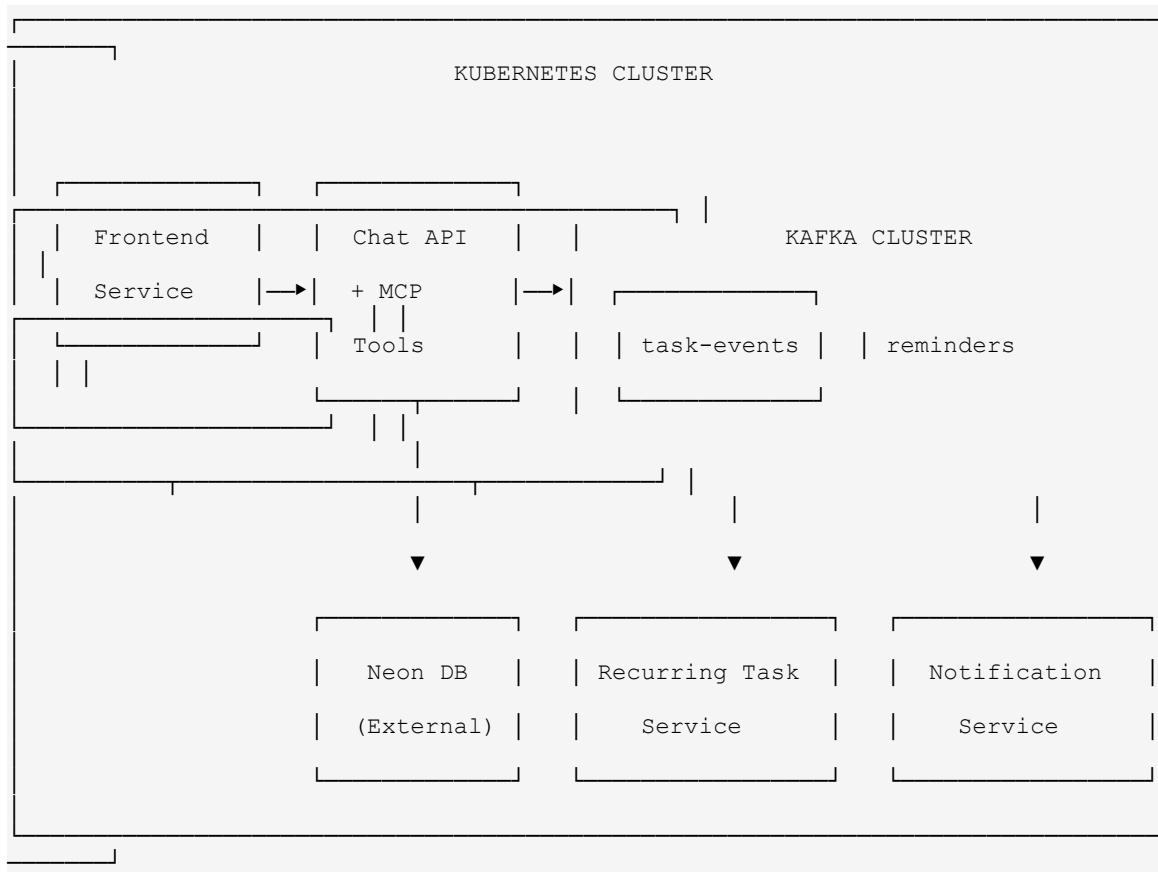 KUBERNETES CLUSTER
Frontend Chat API KAFKA CLUSTER
Service + MCP
Tools task-events reminders
Neon DB Recurring Task Notification
(External) Service Service